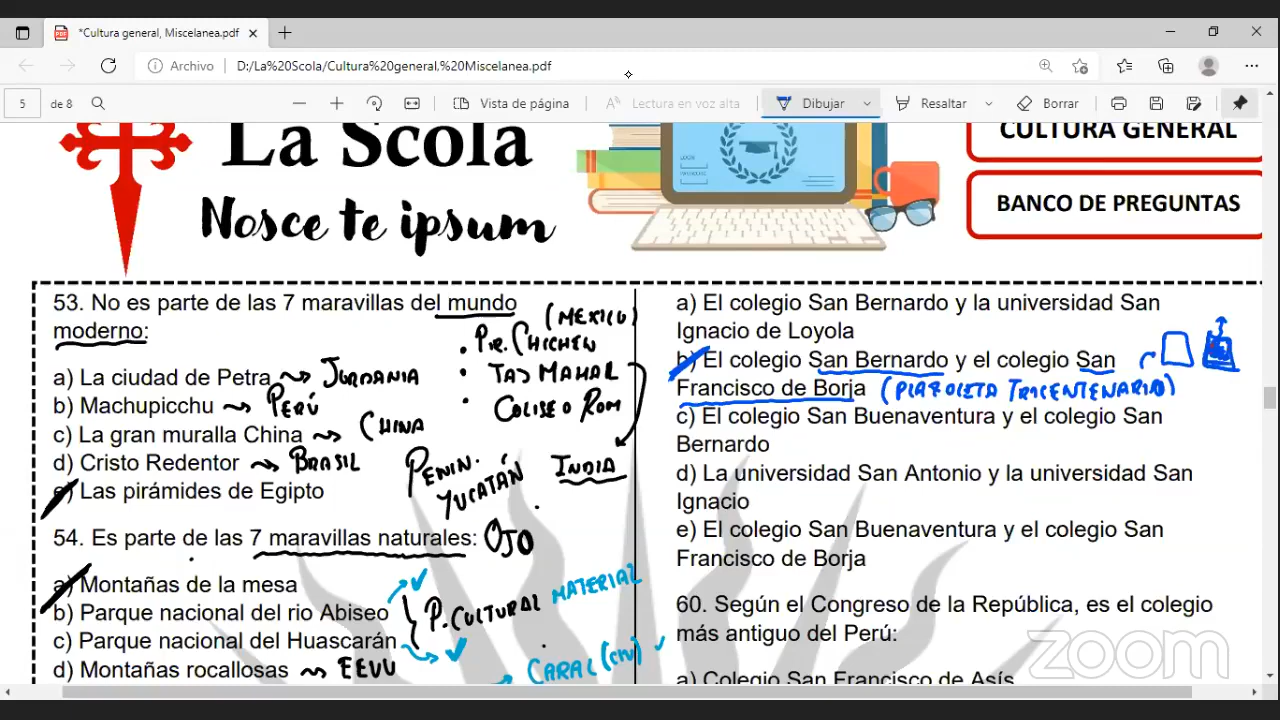 *Cultura general, Miscelanea.pdf
Archivo D:/La%20Scola/Cultura%20general,%20Miscelanea.pdf
5 de 8 Vista de página Lectura en voz alta Dibujar Resaltar Borrar
La Scola
Nosce te ipsum
CULTURA GENERAL
BANCO DE PREGUNTAS
53. No es parte de las 7 maravillas del mundo
moderno:
a) La ciudad de Petra JORDANIA
b) Machupicchu PERÚ
c) La gran muralla China CHINA
d) Cristo Redentor BRASIL
e) Las pirámides de Egipto
(MEXICO)
PIR. CHICHEN
TAJ MAHAL
COLISEO ROM
PENIN.
YUCATÁN
INDIA
54. Es parte de las 7 maravillas naturales: OJO
a) Montañas de la mesa
b) Parque nacional del rio Abiseo
c) Parque nacional del Huascarán
d) Montañas rocallosas EEUU
P. CULTURAL MATERIAL
CARAL (CIV)
a) El colegio San Bernardo y la universidad San
Ignacio de Loyola
b) El colegio San Bernardo y el colegio San
Francisco de Borja (PLAZOLETA TRICENTENARIO)
c) El colegio San Buenaventura y el colegio San
Bernardo
d) La universidad San Antonio y la universidad San
Ignacio
e) El colegio San Buenaventura y el colegio San
Francisco de Borja
60. Según el Congreso de la República, es el colegio
más antiguo del Perú:
a) Colegio San Francisco de Asís
zoom